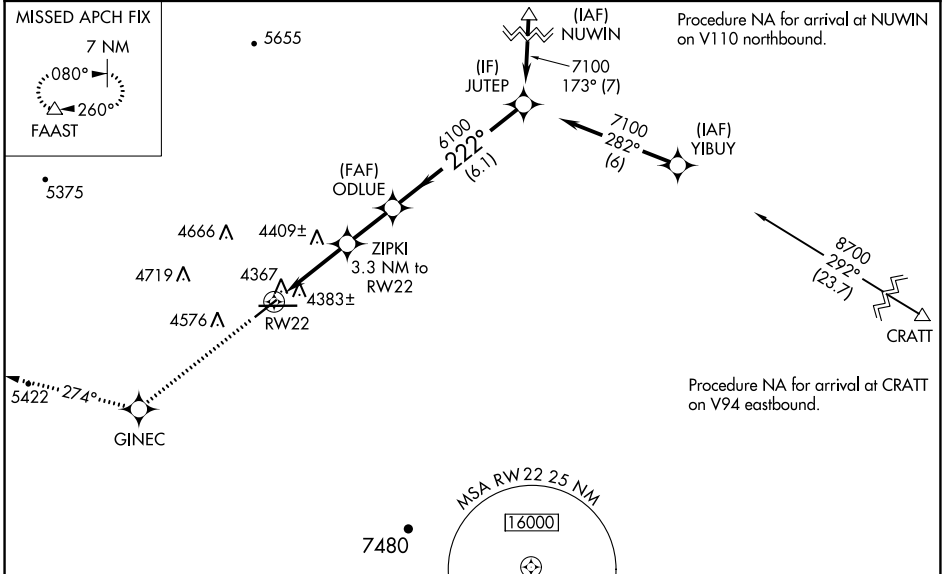 MISSED APCH FIX
7 NM
080°
260°
FAAST
5655
(IAF)
NUWIN
Procedure NA for arrival at NUWIN
on V110 northbound.
(IF)
JUTEP
7100
173° (7)
6100
222°
(6.1)
7100
282°
(6)
(IAF)
YIBUY
(FAF)
ODLUE
5375
4666
4409±
ZIPKI
3.3 NM to
RW22
4719
4367
4383±
4576
RW22
8700
292°
(23.7)
CRATT
5422
274°
GINEC
Procedure NA for arrival at CRATT
on V94 eastbound.
MSA RW22 25 NM
16000
7480